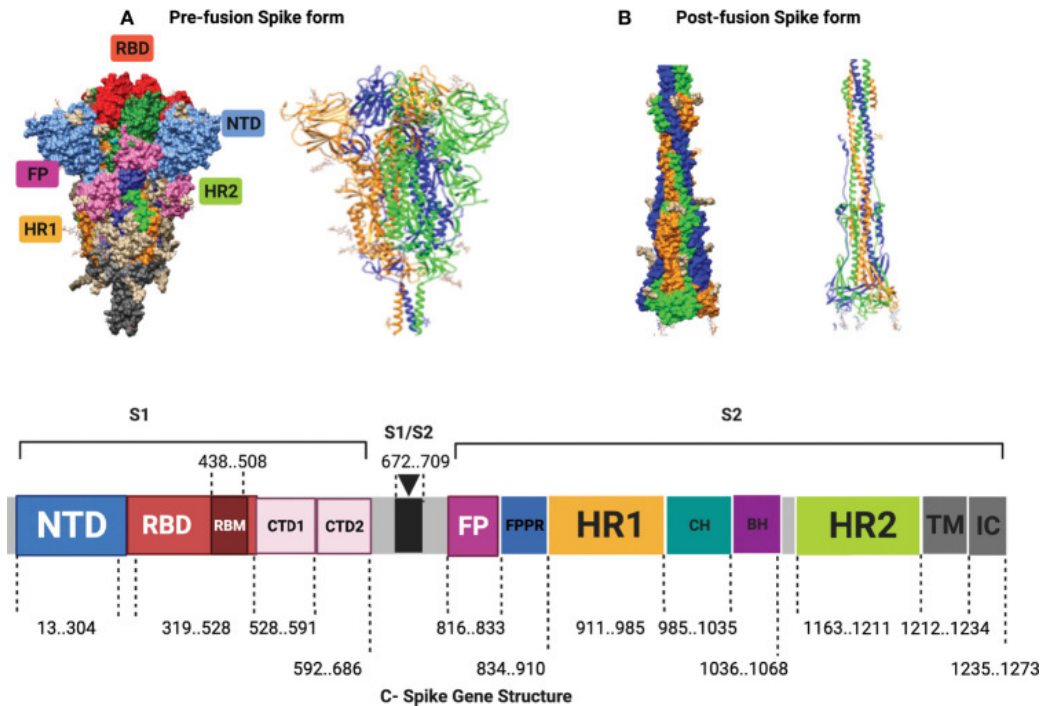 A Pre-fusion Spike form
B Post-fusion Spike form
RBD
NTD
FP
HR2
HR1
S1
S1/S2
S2
438..508
672..709
NTD
RBD
RBM
CTD1
CTD2
FP
FPPR
HR1
CH
BH
HR2
TM
IC
13..304
319..528
528..591
816..833
911..985
985..1035
1163..1211
1212..1234
592..686
834..910
1036..1068
1235..1273
C- Spike Gene Structure